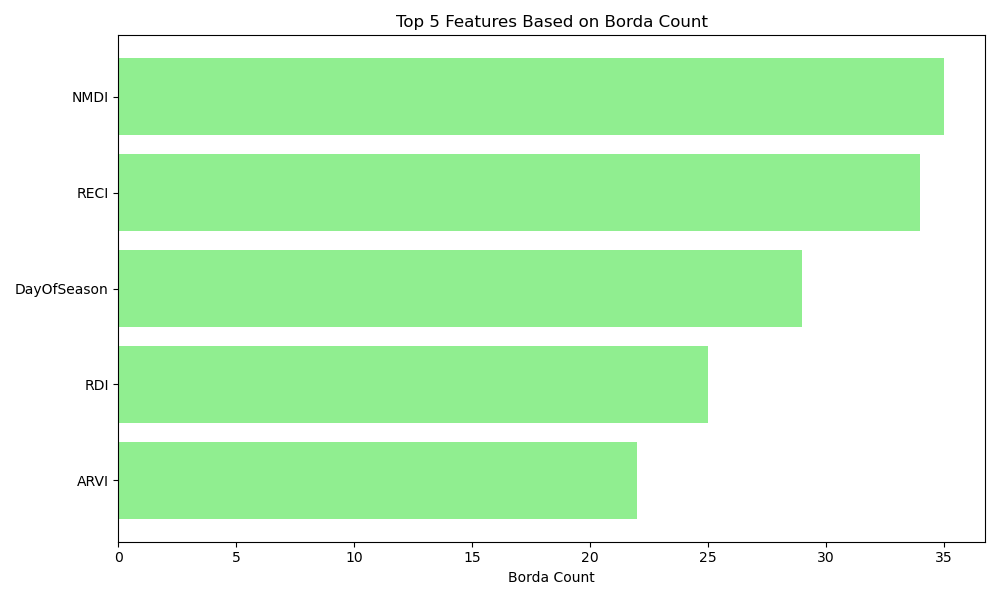 Top 5 Features Based on Borda Count
NMDI
RECI
DayOfSeason
RDI
ARVI
0 5 10 15 20 25 30 35
Borda Count